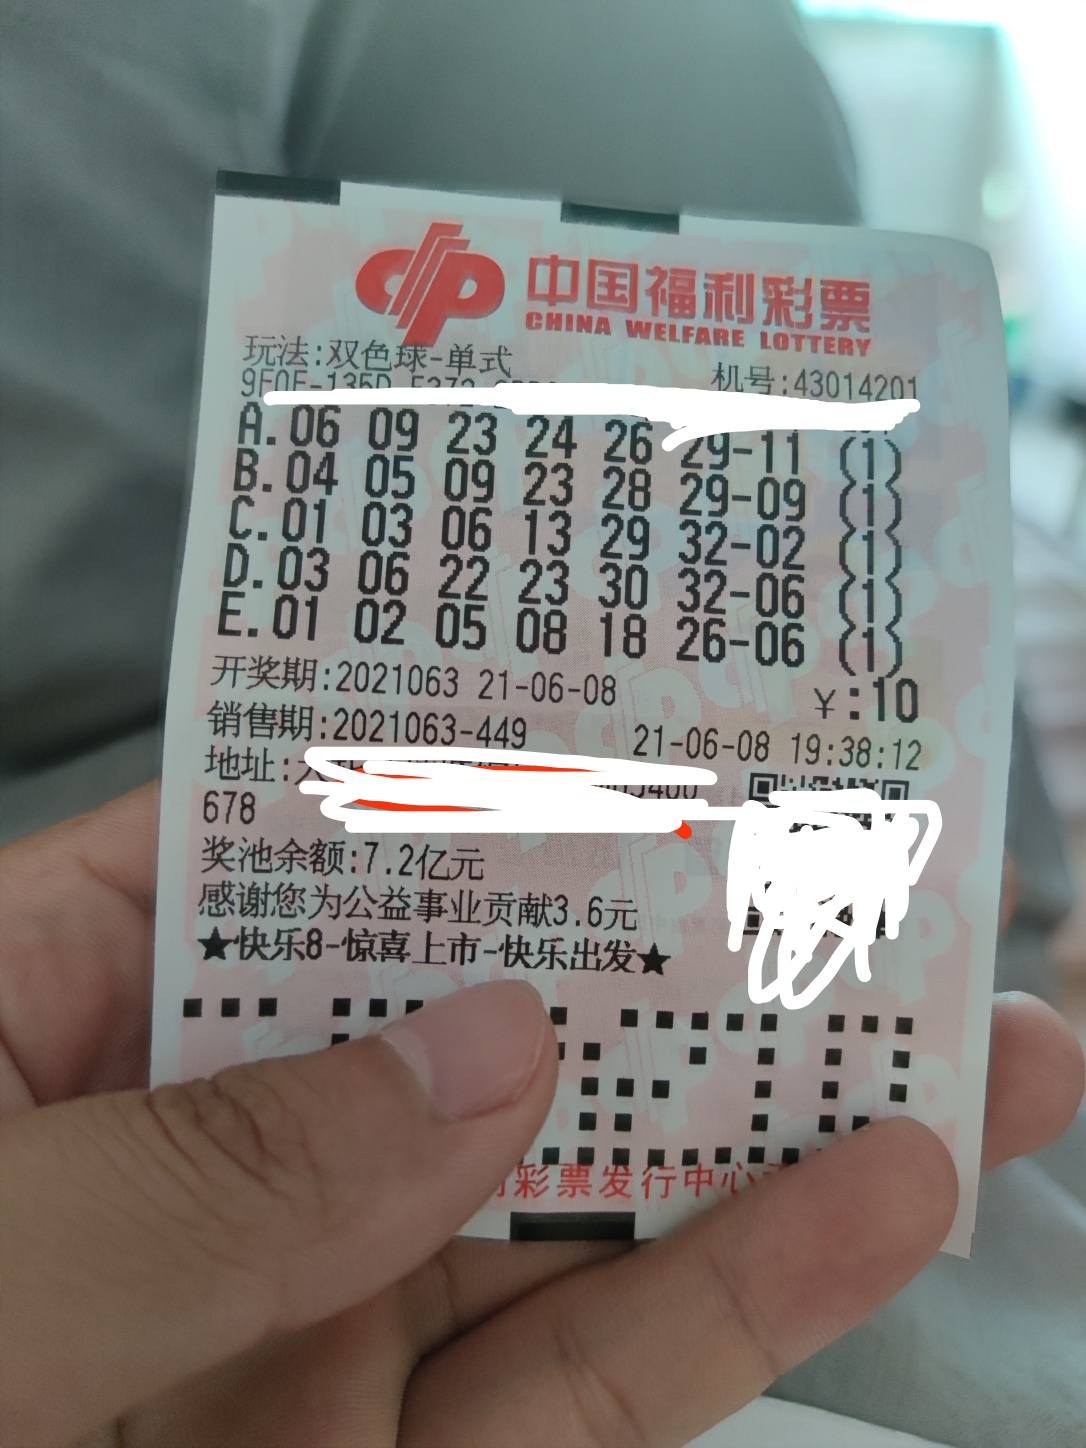 中国福利彩票
CHINA WELFARE LOTTERY
玩法:双色球-单式
机号:43014201
A.06 09 23 24 26 29-11 (1)
B.04 05 09 23 28 29-09 (1)
C.01 03 06 13 29 32-02 (1)
D.03 06 22 23 30 32-06 (1)
E.01 02 05 08 18 26-06 (1)
开奖期:2021063 21-06-08 ¥:10
销售期:2021063-449 21-06-08 19:38:12
地址:
678
奖池余额:7.2亿元
感谢您为公益事业贡献3.6元
★快乐8-惊喜上市-快乐出发★
彩票发行中心